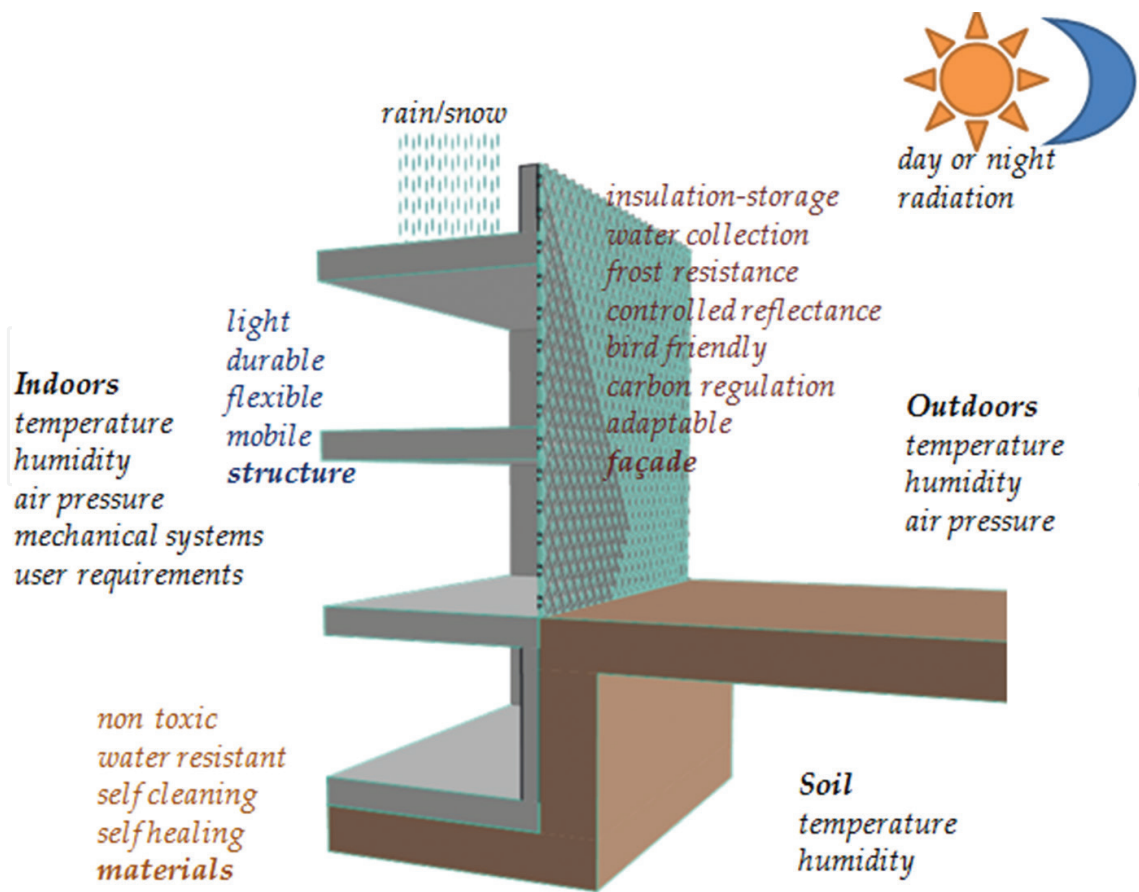 rain/snow
day or night
radiation
insulation-storage
water collection
frost resistance
controlled reflectance
bird friendly
carbon regulation
adaptable
façade
light
durable
flexible
mobile
structure
Indoors
temperature
humidity
air pressure
mechanical systems
user requirements
Outdoors
temperature
humidity
air pressure
non toxic
water resistant
self cleaning
self healing
materials
Soil
temperature
humidity